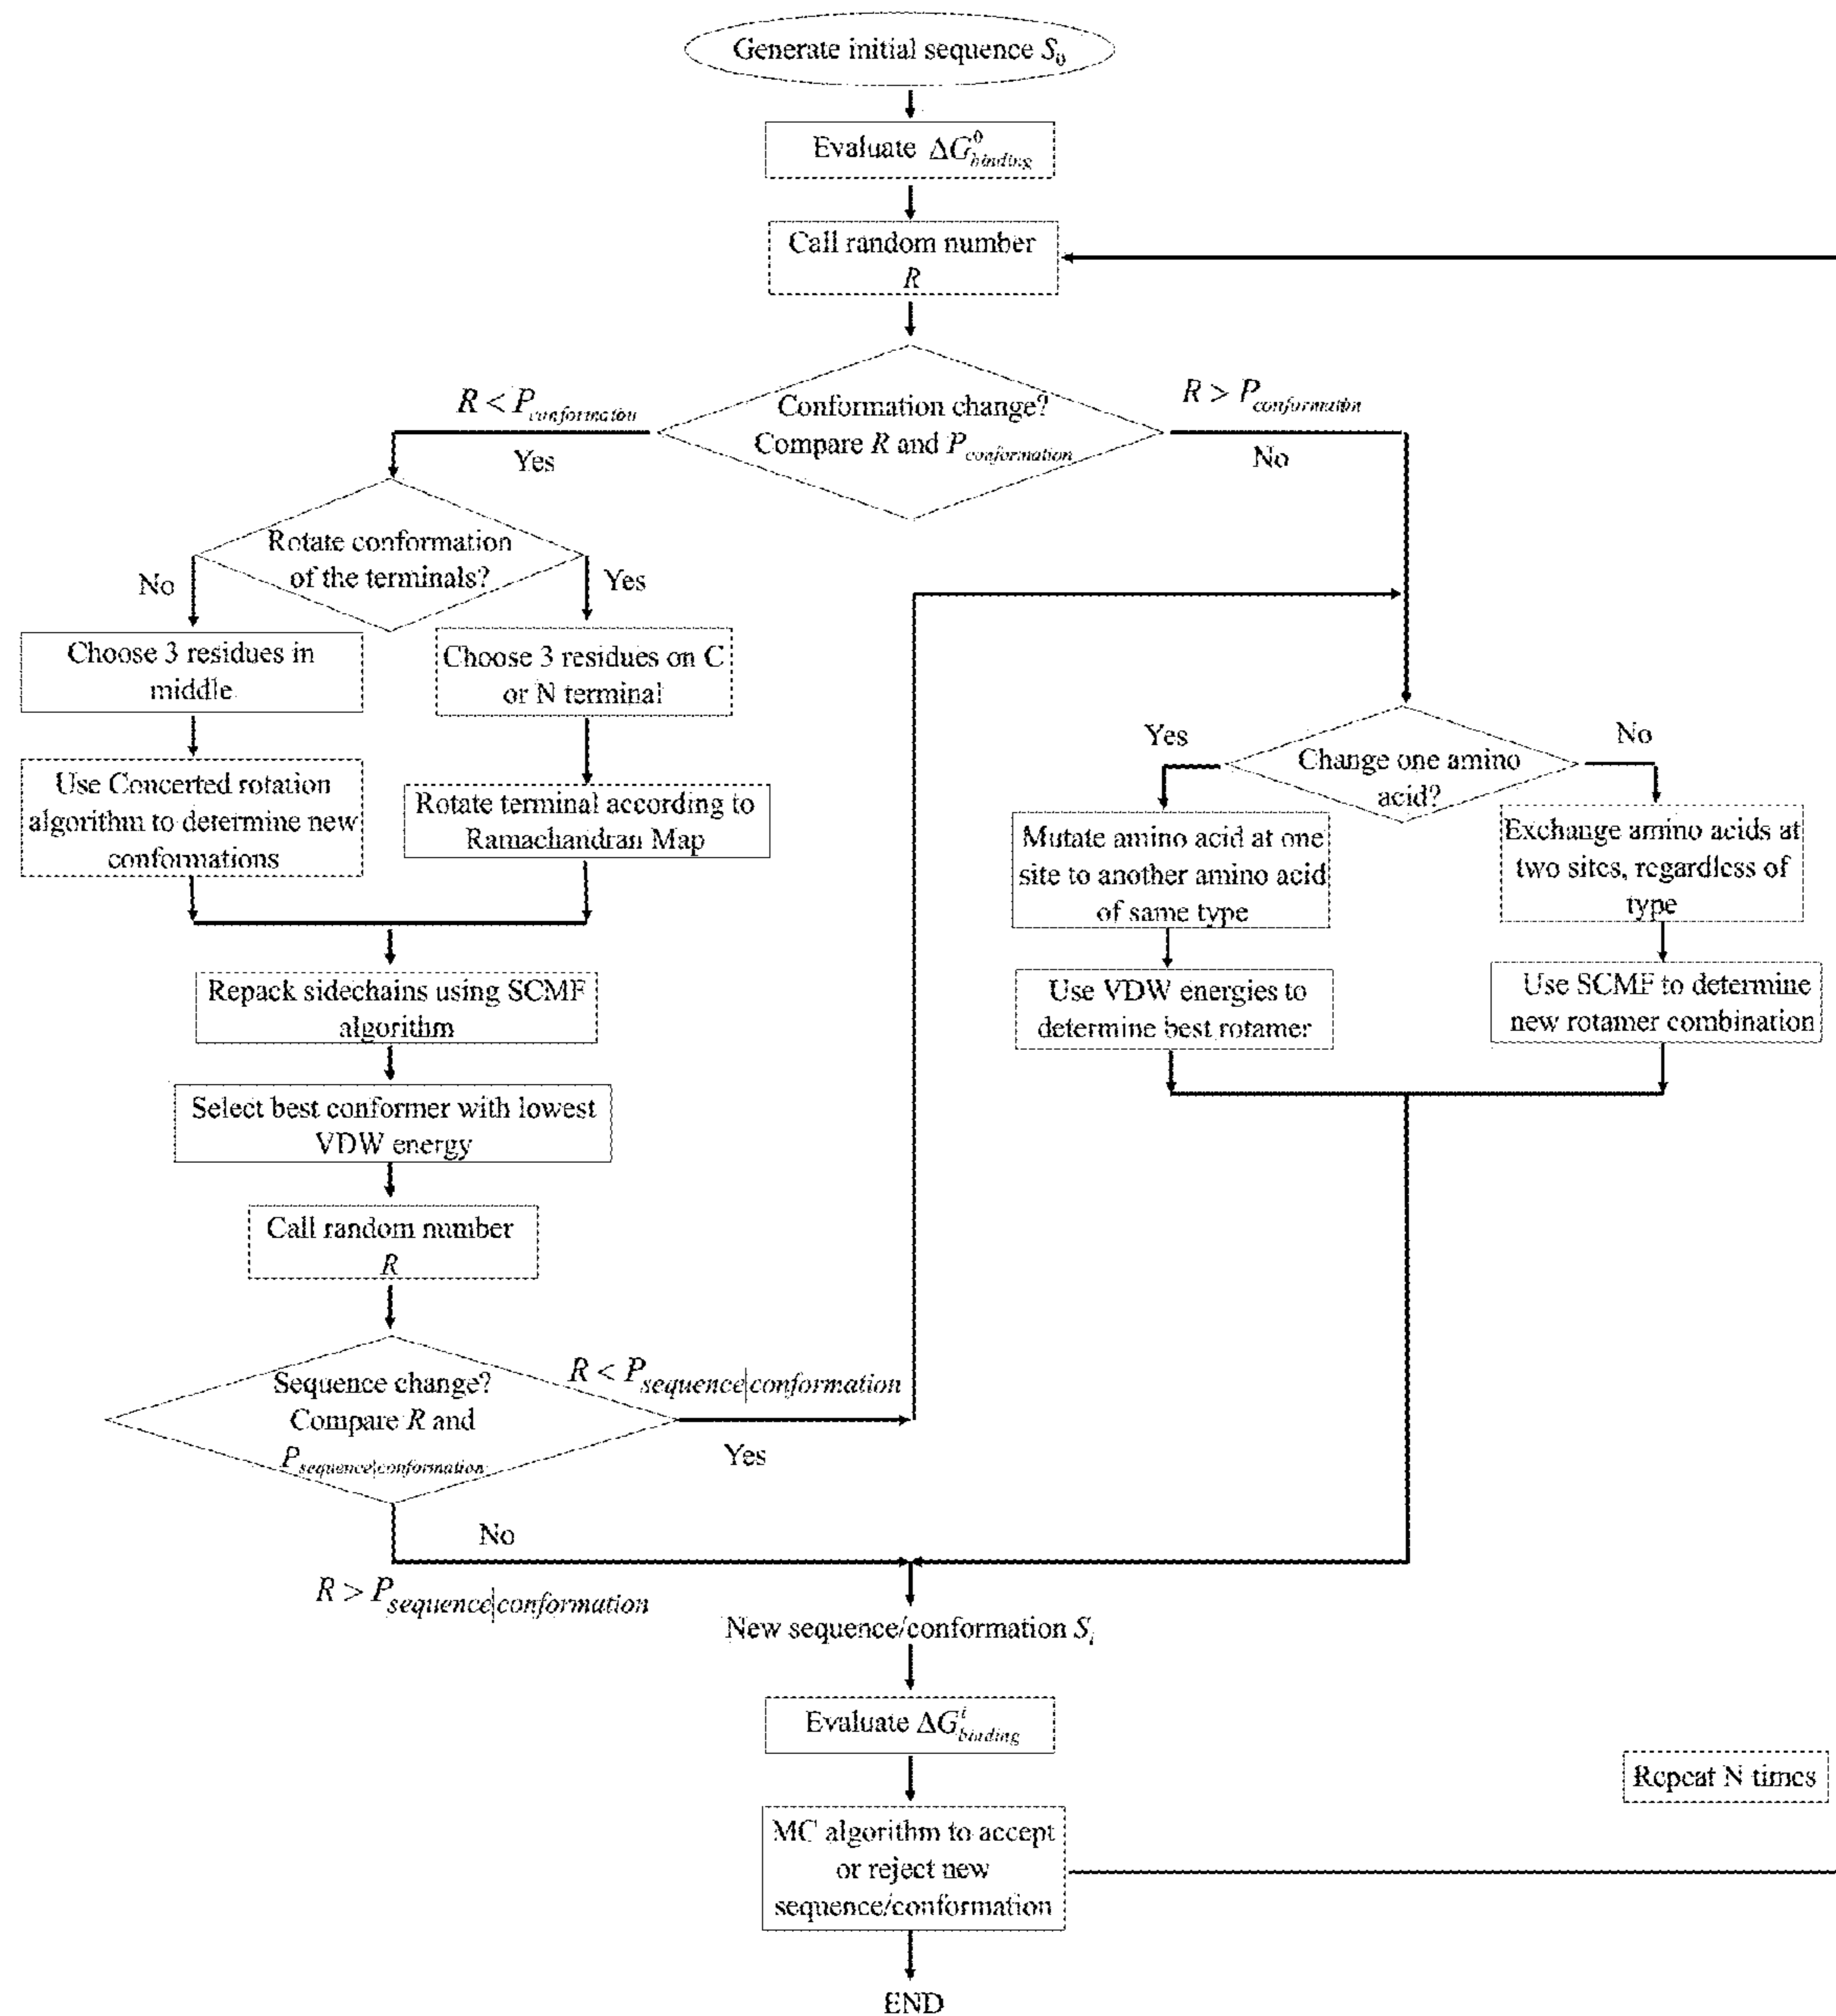 Generate initial sequence S₀
Evaluate ΔG⁰binding
Call random number
R
R < Pconformation
Conformation change?
Compare R and Pconformation
R > Pconformation
Yes
No
Rotate conformation
of the terminals?
No
Yes
Choose 3 residues in
middle
Choose 3 residues on C
or N terminal
Use Concerted rotation
algorithm to determine new
conformations
Rotate terminal according to
Ramachandran Map
Yes
Change one amino
acid?
No
Mutate amino acid at one
site to another amino acid
of same type
Exchange amino acids at
two sites, regardless of
type
Use VDW energies to
determine best rotamer
Use SCMF to determine
new rotamer combination
Repack sidechains using SCMF
algorithm
Select best conformer with lowest
VDW energy
Call random number
R
Sequence change?
Compare R and
Psequence|conformation
R < Psequence|conformation
Yes
No
R > Psequence|conformation
New sequence/conformation Sᵢ
Evaluate ΔGⁱbinding
Repeat N times
MC algorithm to accept
or reject new
sequence/conformation
END